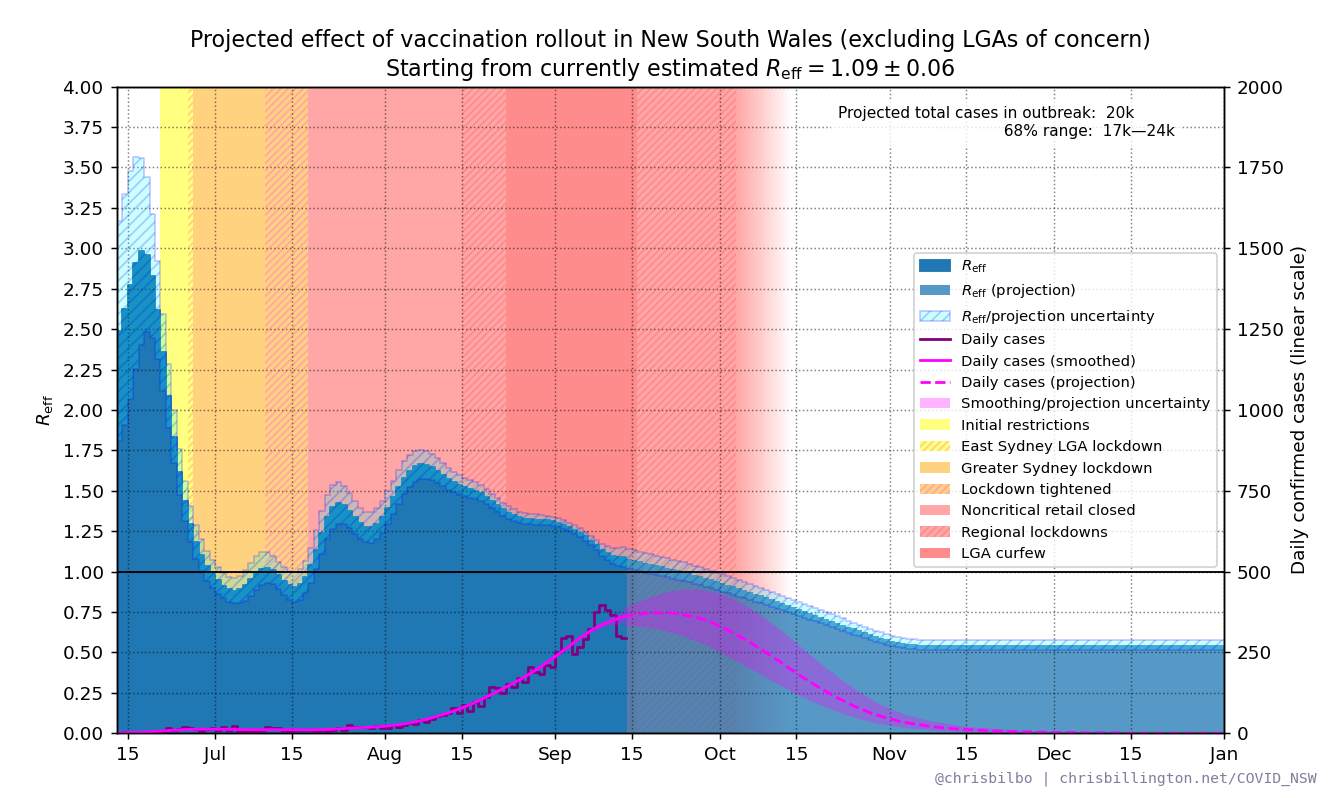 Projected effect of vaccination rollout in New South Wales (excluding LGAs of concern)
Starting from currently estimated Reff = 1.09 ± 0.06
Projected total cases in outbreak: 20k
68% range: 17k—24k
Reff
4.00
3.75
3.50
3.25
3.00
2.75
2.50
2.25
2.00
1.75
1.50
1.25
1.00
0.75
0.50
0.25
0.00
Reff
Reff (projection)
Reff/projection uncertainty
Daily cases
Daily cases (smoothed)
Daily cases (projection)
Smoothing/projection uncertainty
Initial restrictions
East Sydney LGA lockdown
Greater Sydney lockdown
Lockdown tightened
Noncritical retail closed
Regional lockdowns
LGA curfew
2000
1750
1500
1250
1000
750
500
250
0
Daily confirmed cases (linear scale)
15 Jul 15 Aug 15 Sep 15 Oct 15 Nov 15 Dec 15 Jan
@chrisbilbo | chrisbillington.net/COVID_NSW